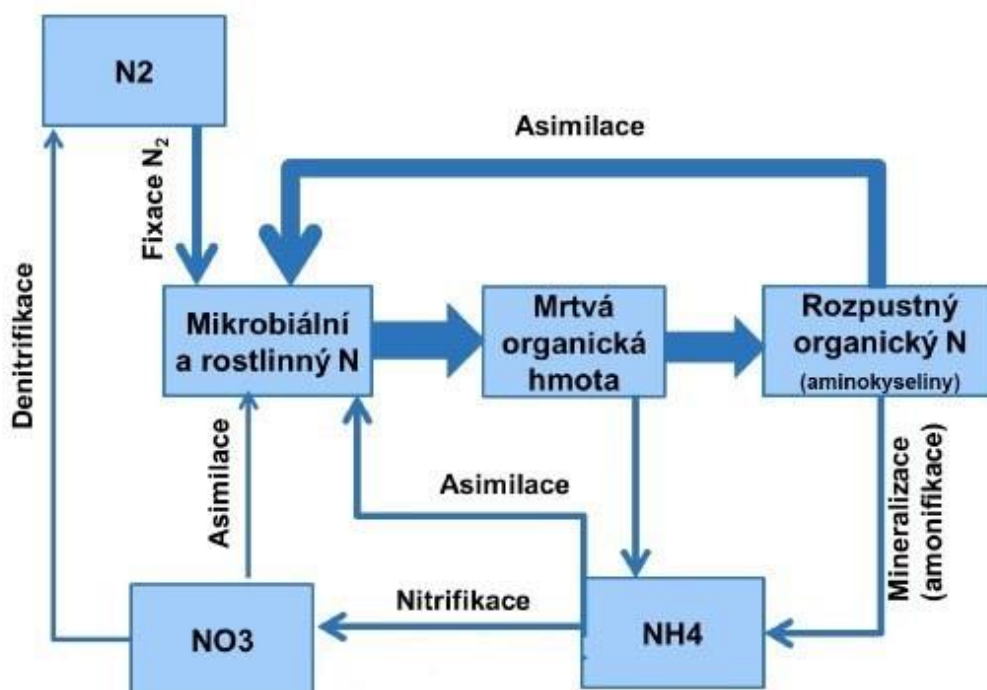 N2
Fixace N₂
Asimilace
Denitrifikace
Mikrobiální
a rostlinný N
Mrtvá
organická
hmota
Rozpustný
organický N
(aminokyseliny)
Asimilace
Asimilace
Mineralizace
(amonifikace)
Nitrifikace
NO3
NH4